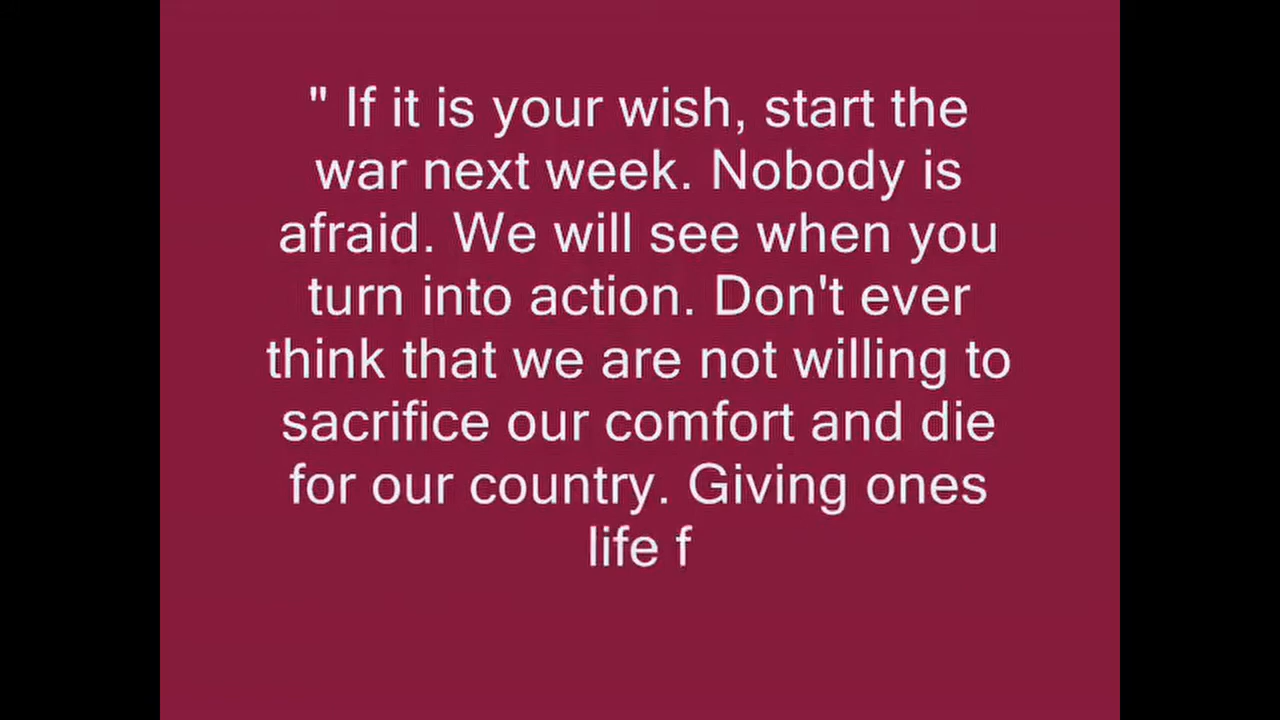 " If it is your wish, start the
war next week. Nobody is
afraid. We will see when you
turn into action. Don't ever
think that we are not willing to
sacrifice our comfort and die
for our country. Giving ones
life f